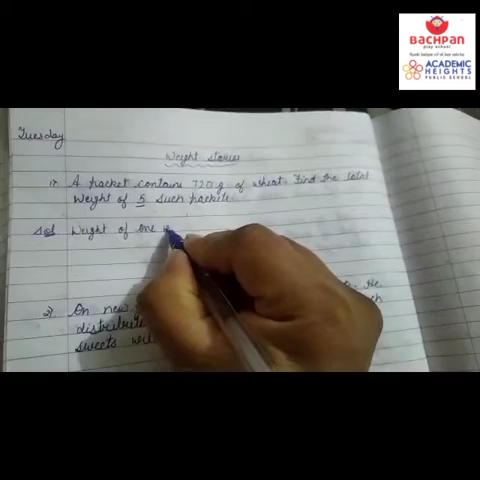 BACHPAN
play school
ACADEMIC
HEIGHTS
PUBLIC SCHOOL
Tuesday
Weight stories
1) A packet contains 720 g of wheat. Find the total
weight of 5 such packets.
Sol Weight of one
2) On new
distribute
sweets